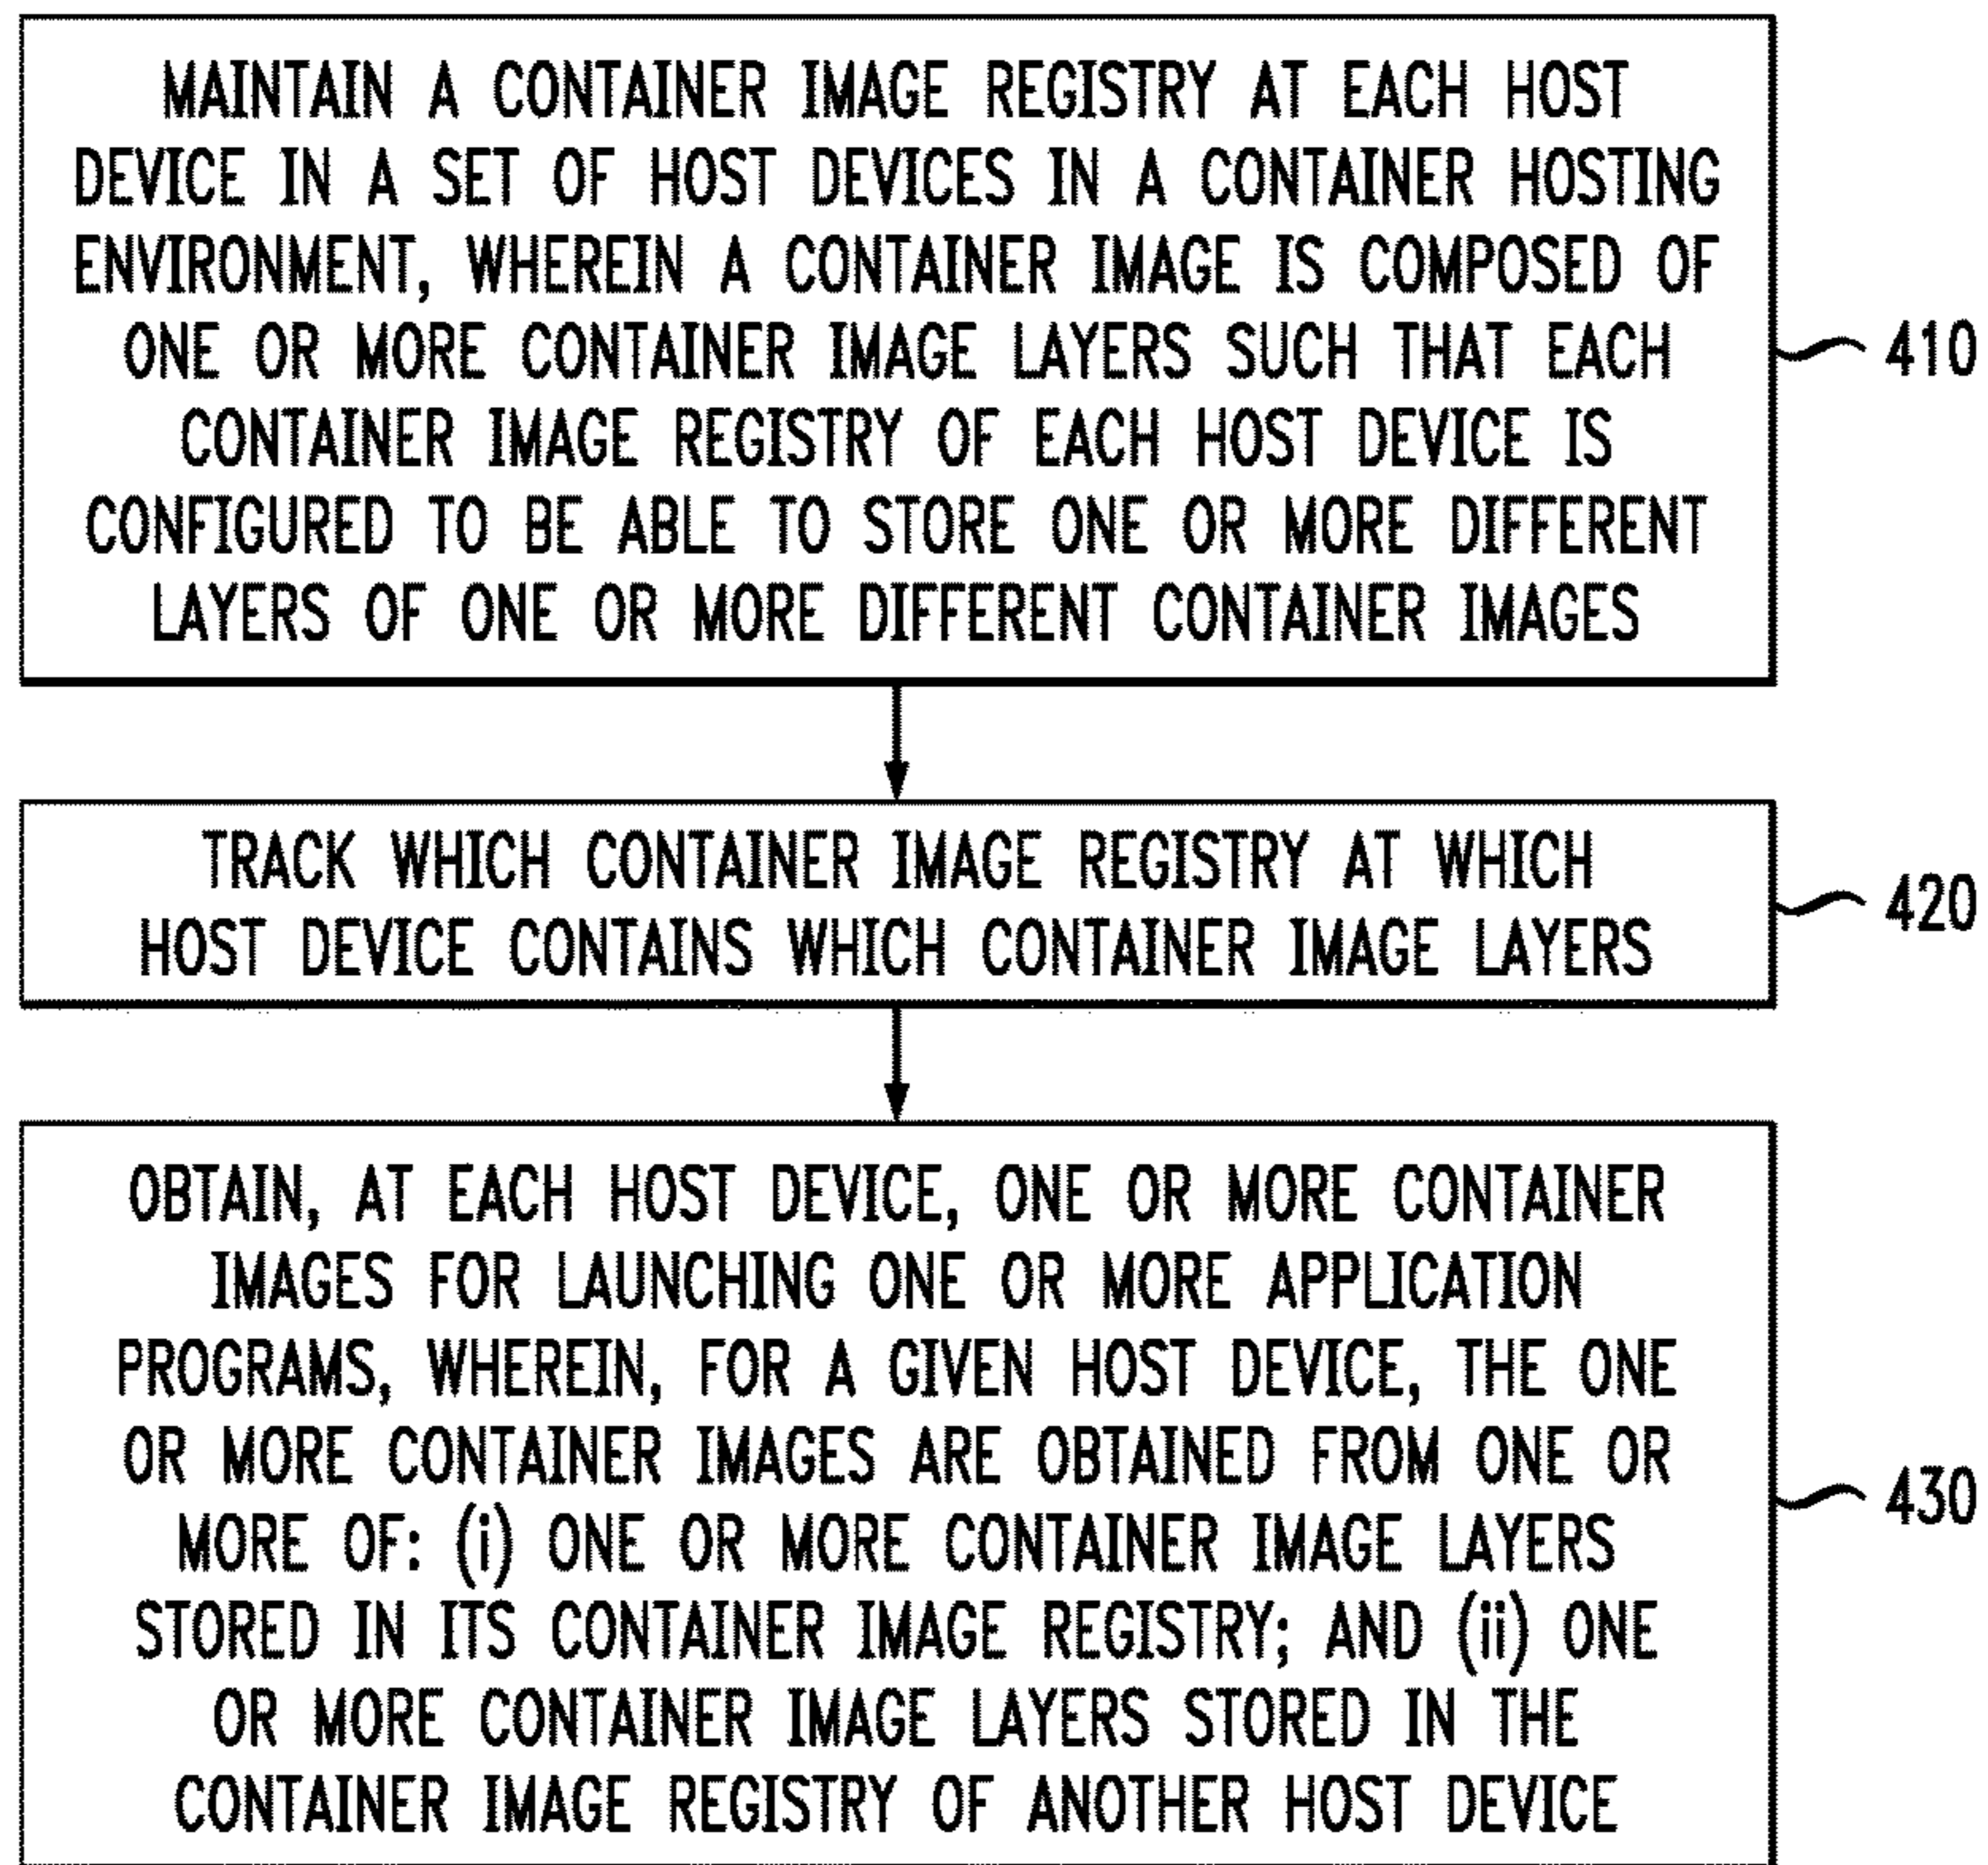 MAINTAIN A CONTAINER IMAGE REGISTRY AT EACH HOST
DEVICE IN A SET OF HOST DEVICES IN A CONTAINER HOSTING
ENVIRONMENT, WHEREIN A CONTAINER IMAGE IS COMPOSED OF
ONE OR MORE CONTAINER IMAGE LAYERS SUCH THAT EACH
CONTAINER IMAGE REGISTRY OF EACH HOST DEVICE IS
CONFIGURED TO BE ABLE TO STORE ONE OR MORE DIFFERENT
LAYERS OF ONE OR MORE DIFFERENT CONTAINER IMAGES
410
TRACK WHICH CONTAINER IMAGE REGISTRY AT WHICH
HOST DEVICE CONTAINS WHICH CONTAINER IMAGE LAYERS
420
OBTAIN, AT EACH HOST DEVICE, ONE OR MORE CONTAINER
IMAGES FOR LAUNCHING ONE OR MORE APPLICATION
PROGRAMS, WHEREIN, FOR A GIVEN HOST DEVICE, THE ONE
OR MORE CONTAINER IMAGES ARE OBTAINED FROM ONE OR
MORE OF: (i) ONE OR MORE CONTAINER IMAGE LAYERS
STORED IN ITS CONTAINER IMAGE REGISTRY; AND (ii) ONE
OR MORE CONTAINER IMAGE LAYERS STORED IN THE
CONTAINER IMAGE REGISTRY OF ANOTHER HOST DEVICE
430